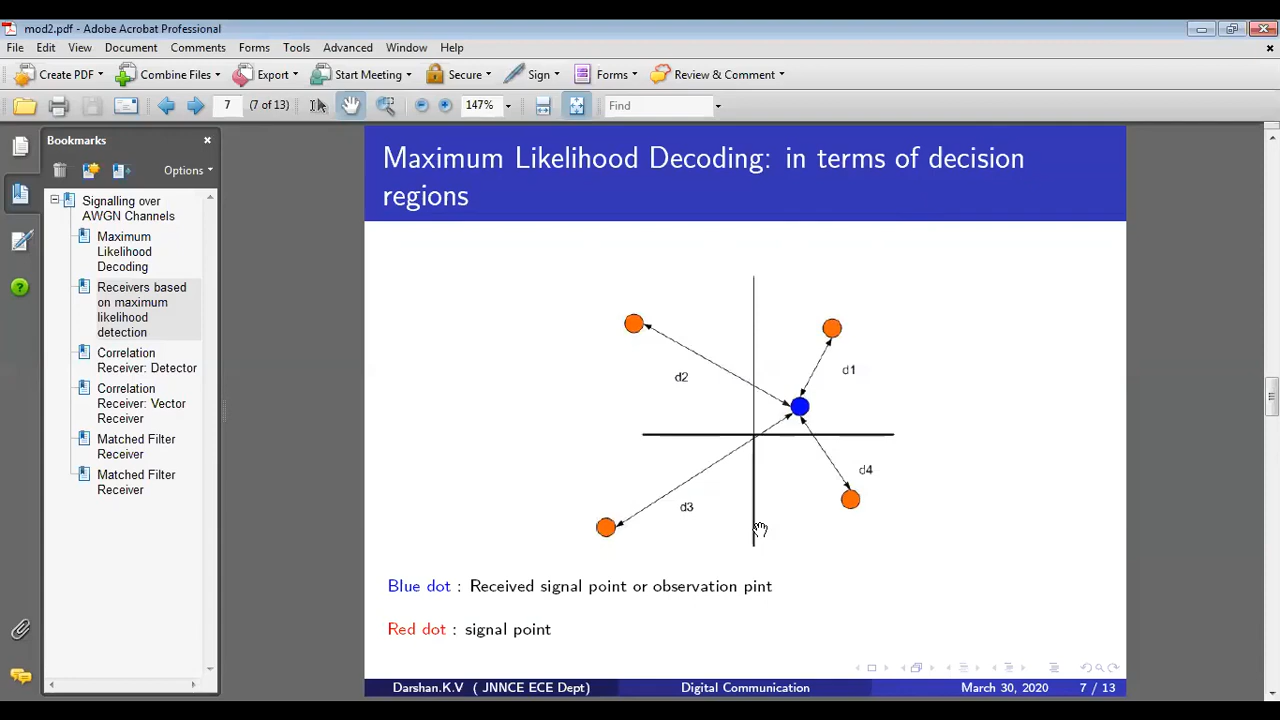 mod2.pdf - Adobe Acrobat Professional
File Edit View Document Comments Forms Tools Advanced Window Help
Create PDF Combine Files Export Start Meeting Secure Sign Forms Review & Comment
7 (7 of 13) 147% Find
Bookmarks
Options
Signalling over
AWGN Channels
Maximum
Likelihood
Decoding
Receivers based
on maximum
likelihood
detection
Correlation
Receiver: Detector
Correlation
Receiver: Vector
Receiver
Matched Filter
Receiver
Matched Filter
Receiver
Maximum Likelihood Decoding: in terms of decision
regions
d2
d1
d4
d3
Blue dot : Received signal point or observation pint
Red dot : signal point
Darshan.K.V ( JNNCE ECE Dept) Digital Communication March 30, 2020 7 / 13